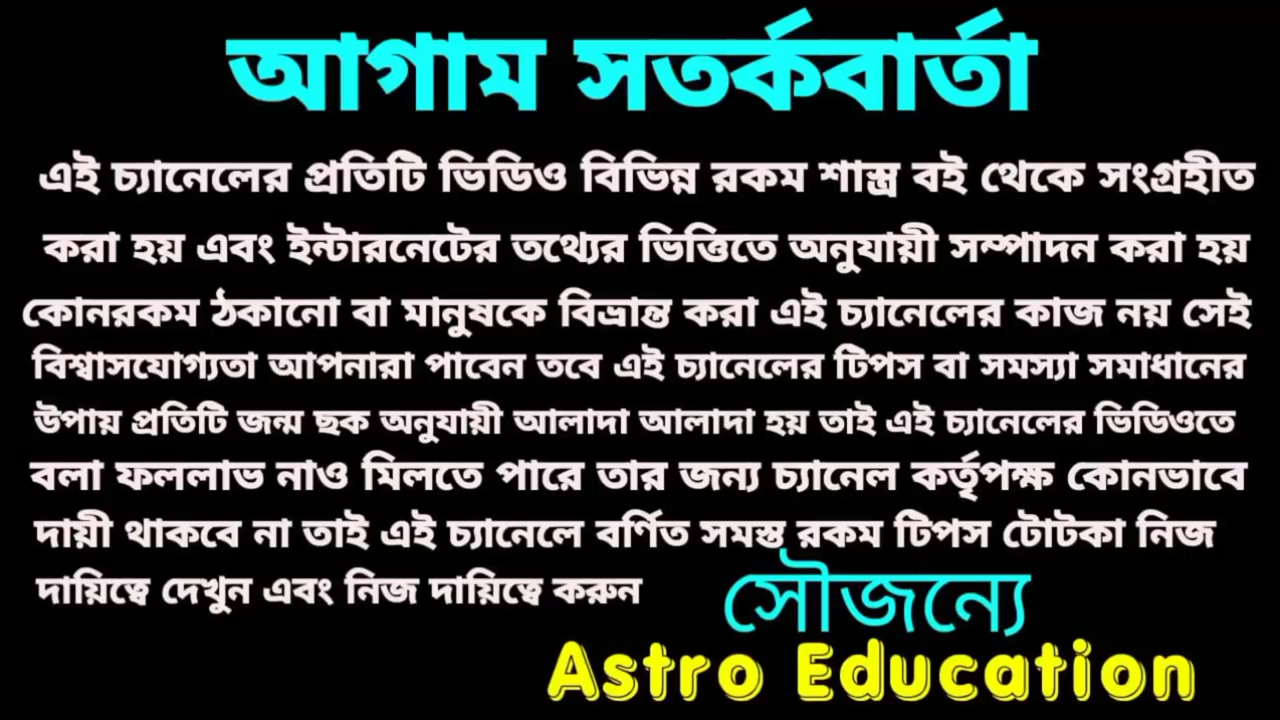 আগাম সতর্কবার্তা
এই চ্যানেলের প্রতিটি ভিডিও বিভিন্ন রকম শাস্ত্র বই থেকে সংগ্রহীত
করা হয় এবং ইন্টারনেটের তথ্যের ভিত্তিতে অনুযায়ী সম্পাদন করা হয়
কোনরকম ঠকানো বা মানুষকে বিভ্রান্ত করা এই চ্যানেলের কাজ নয় সেই
বিশ্বাসযোগ্যতা আপনারা পাবেন তবে এই চ্যানেলের টিপস বা সমস্যা সমাধানের
উপায় প্রতিটি জন্ম ছক অনুযায়ী আলাদা আলাদা হয় তাই এই চ্যানেলের ভিডিওতে
বলা ফললাভ নাও মিলতে পারে তার জন্য চ্যানেল কর্তৃপক্ষ কোনভাবে
দায়ী থাকবে না তাই এই চ্যানেলে বর্ণিত সমস্ত রকম টিপস টোটকা নিজ
দায়িত্বে দেখুন এবং নিজ দায়িত্বে করুন
সৌজন্যে
Astro Education